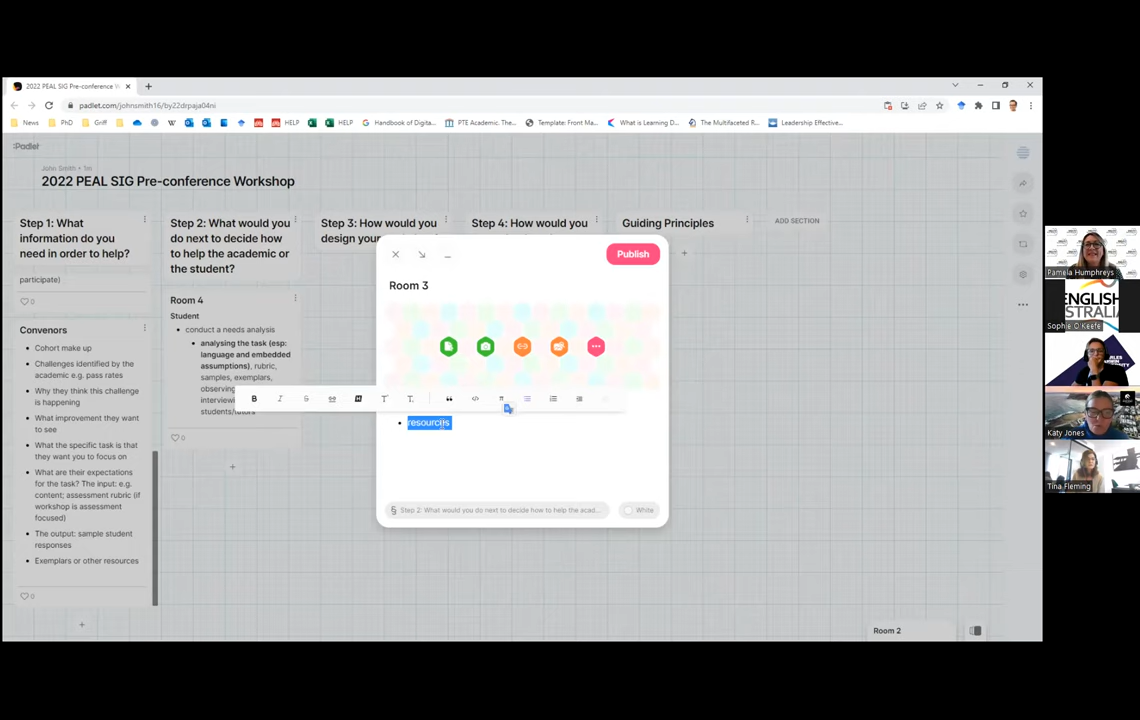 2022 PEAL SIG Pre-conference W
padlet.com/johnsmith16/by22drpaja04ni
News
PhD
Griff
HELP
HELP
Handbook of Digita...
PTE Academic. The...
Template: Front Ma...
What is Learning D...
The Multifaceted R...
Leadership Effective...
:Padlet
John Smith • 1m
2022 PEAL SIG Pre-conference Workshop
Step 1: What
information do you
need in order to help?
participate)
0
Convenors
Cohort make up
Challenges identified by the
academic e.g. pass rates
Why they think this challenge
is happening
What improvement they want
to see
What the specific task is that
they want you to focus on
What are their expectations
for the task? The input: e.g.
content; assessment rubric (if
workshop is assessment
focused)
The output: sample student
responses
Exemplars or other resources
0
Step 2: What would you
do next to decide how
to help the academic or
the student?
Room 4
Student
conduct a needs analysis
analysing the task (esp:
language and embedded
assumptions), rubric,
samples, exemplars,
observing
interviewi
students/tutors
0
Step 3: How would you
design your
Step 4: How would you
Guiding Principles
ADD SECTION
Publish
Room 3
resources
Step 2: What would you do next to decide how to help the acad...
White
Room 2
Pamela Humphreys
ENGLISH
AUSTRALIA
Sophie O'Keefe
Katy Jones
Tina Fleming